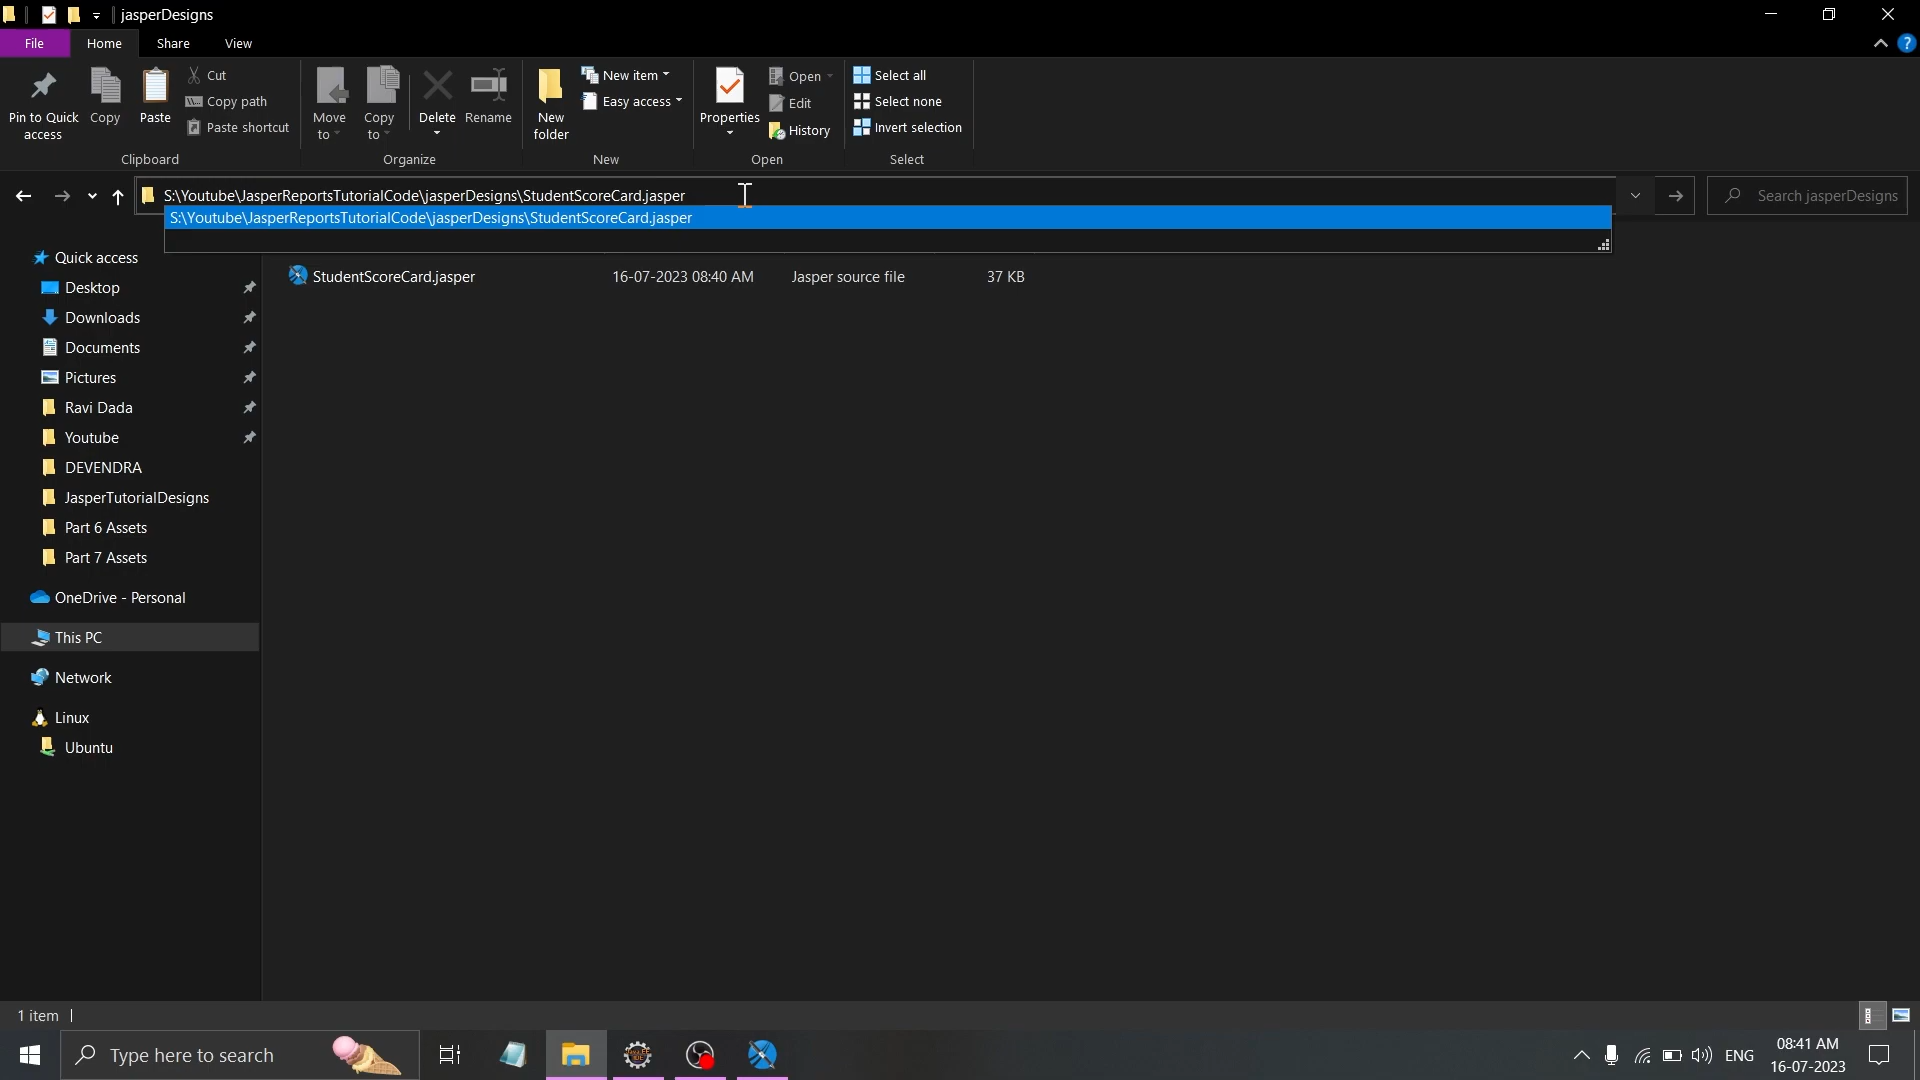 jasperDesigns
File Home Share View
Pin to Quick access
Copy
Paste
Cut
Copy path
Paste shortcut
Clipboard
Move to
Copy to
Delete
Rename
Organize
New folder
New item
Easy access
New
Properties
Open
Edit
History
Open
Select all
Select none
Invert selection
Select
S:\Youtube\JasperReportsTutorialCode\jasperDesigns\StudentScoreCard.jasper
Search jasperDesigns
S:\Youtube\JasperReportsTutorialCode\jasperDesigns\StudentScoreCard.jasper
StudentScoreCard.jasper 16-07-2023 08:40 AM Jasper source file 37 KB
Quick access
Desktop
Downloads
Documents
Pictures
Ravi Dada
Youtube
DEVENDRA
JasperTutorialDesigns
Part 6 Assets
Part 7 Assets
OneDrive - Personal
This PC
Network
Linux
Ubuntu
1 item
Type here to search
ENG
08:41 AM
16-07-2023